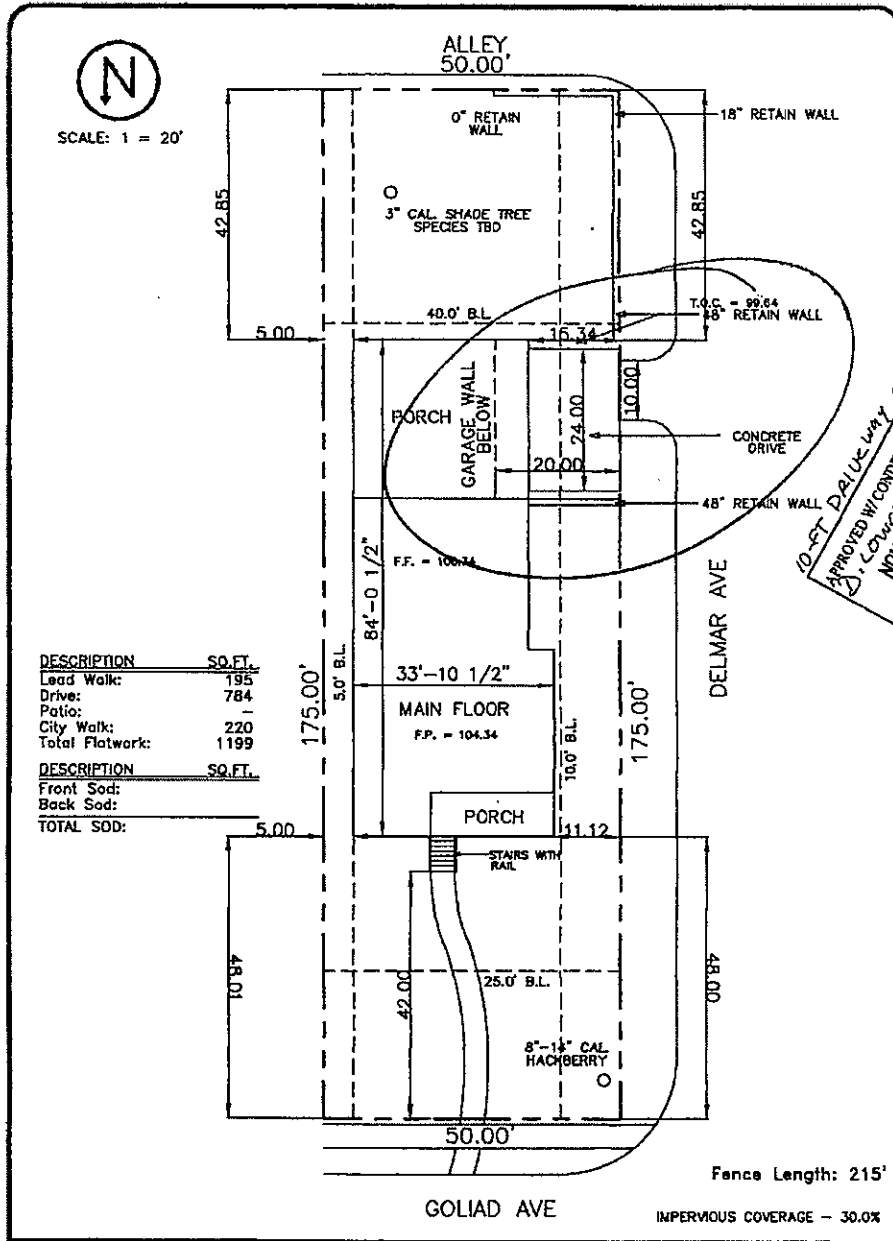 ALLEY
50.00'
N
SCALE: 1 = 20'
0" RETAIN
WALL
18" RETAIN WALL
42.85
42.85
3" CAL. SHADE TREE
SPECIES TBD
T.O.C. = 99.64
40.0' B.L.
48" RETAIN WALL
5.00
15.34
PORCH
GARAGE WALL
BELOW
24.00
10.00
CONCRETE
DRIVE
20.00
48" RETAIN WALL
10-FT DRIVEWAY
APPROVED W/CONDIT
84'-0 1/2"
DELMAR AVE
DESCRIPTION SQ.FT.
Lead Walk: 195
Drive: 784
Patio: -
City Walk: 220
Total Flatwork: 1199
DESCRIPTION SQ.FT.
Front Sod:
Back Sod:
TOTAL SOD:
175.00'
5.0' B.L.
33'-10 1/2"
MAIN FLOOR
F.P. = 104.34
10.0' B.L.
175.00'
PORCH
5.00
11.12
STAIRS WITH
RAIL
48.01
42.00
48.00
25.0' B.L.
8"-14" CAL
HACKBERRY
50.00'
Fence Length: 215'
GOLIAD AVE
IMPERVIOUS COVERAGE - 30.0%